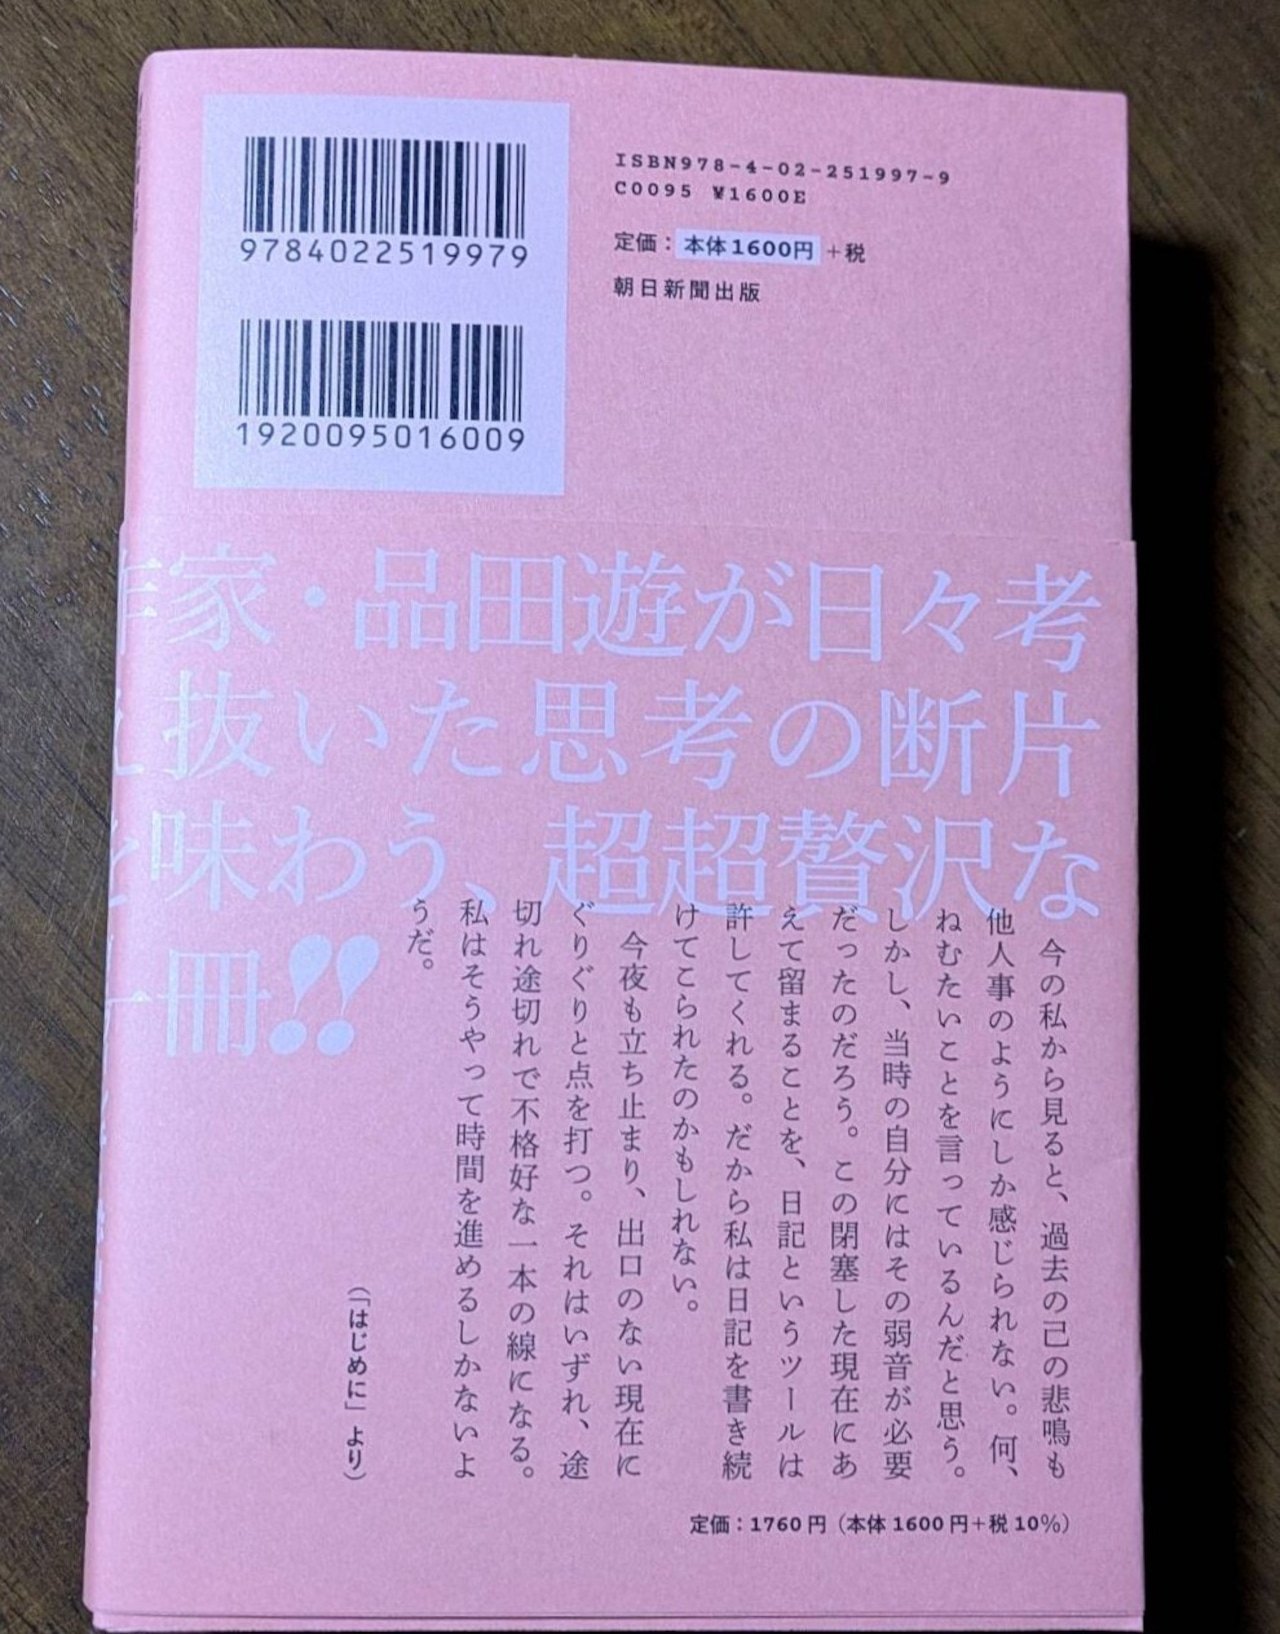 9784022519979
1920095016009
ISBN978-4-02-251997-9
C0095 ¥1600E
定価：本体1600円＋税
朝日新聞出版
作家・品田遊が日々考
え抜いた思考の断片
を味わう、超超贅沢な
一冊!!
今の私から見ると、過去の己の悲鳴も
他人事のようにしか感じられない。何、
ねむたいことを言っているんだと思う。
しかし、当時の自分にはその弱音が必要
だったのだろう。この閉塞した現在にあ
えて留まることを、日記というツールは
許してくれる。だから私は日記を書き続
けてこられたのかもしれない。
今夜も立ち止まり、出口のない現在に
ぐりぐりと点を打つ。それはいずれ、途
切れ途切れで不格好な一本の線になる。
私はそうやって時間を進めるしかないよ
うだ。
（「はじめに」より）
定価：1760円（本体1600円＋税10%）